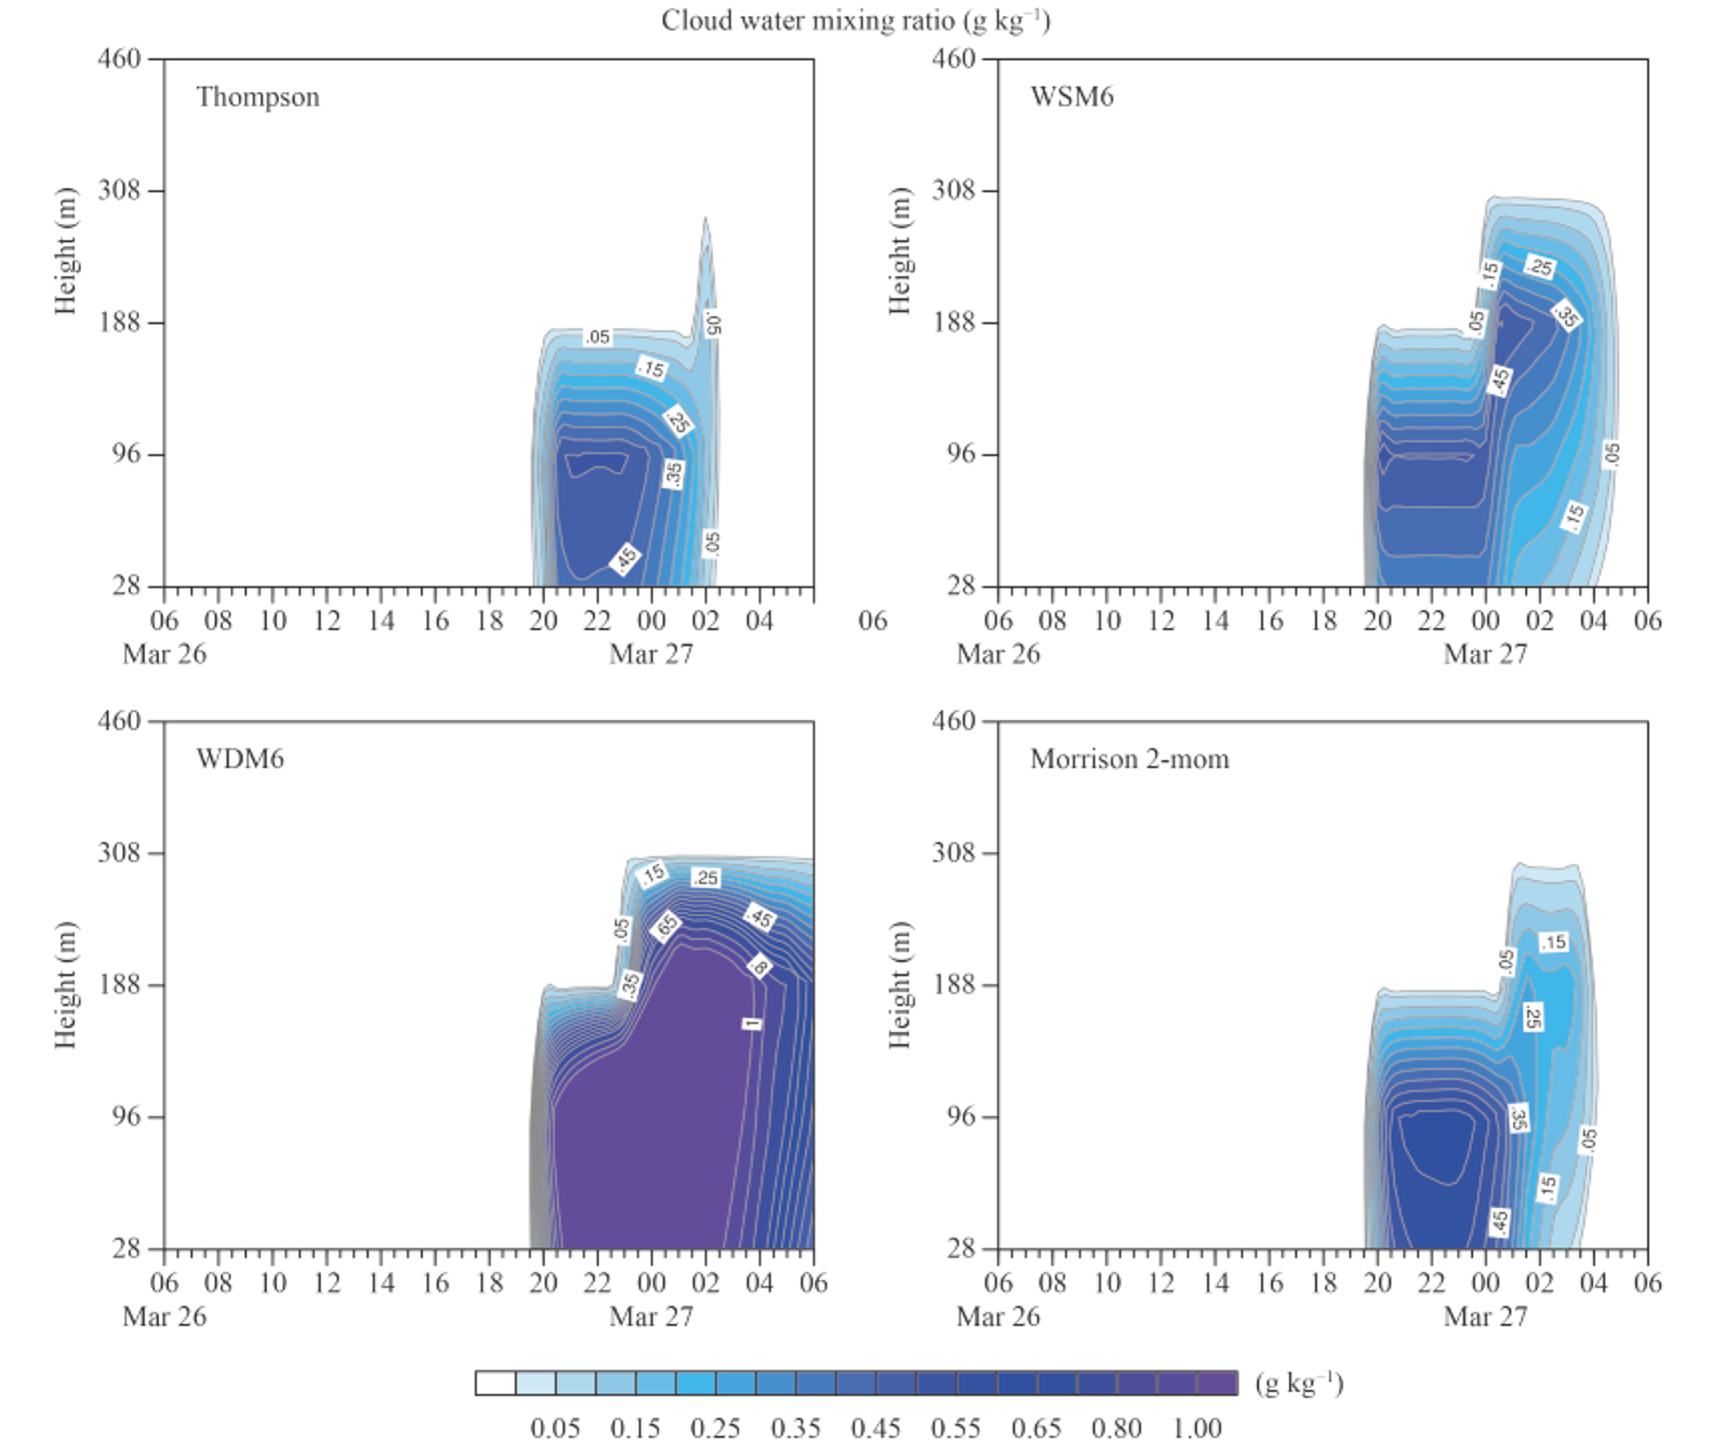 Cloud water mixing ratio (g kg⁻¹)
460
Thompson
308
188
96
28
Height (m)
.05
.15
.25
.35
.45
.05
.05
06 08 10 12 14 16 18 20 22 00 02 04 06
Mar 26 Mar 27
460
WSM6
308
188
96
28
Height (m)
.15
.25
.05
.35
.45
.05
.15
06 08 10 12 14 16 18 20 22 00 02 04 06
Mar 26 Mar 27
460
WDM6
308
188
96
28
Height (m)
.15
.25
.05
.65
.45
.35
.8
1
06 08 10 12 14 16 18 20 22 00 02 04 06
Mar 26 Mar 27
460
Morrison 2-mom
308
188
96
28
Height (m)
.15
.05
.25
.35
.05
.15
.45
06 08 10 12 14 16 18 20 22 00 02 04 06
Mar 26 Mar 27
(g kg⁻¹)
0.05 0.15 0.25 0.35 0.45 0.55 0.65 0.80 1.00